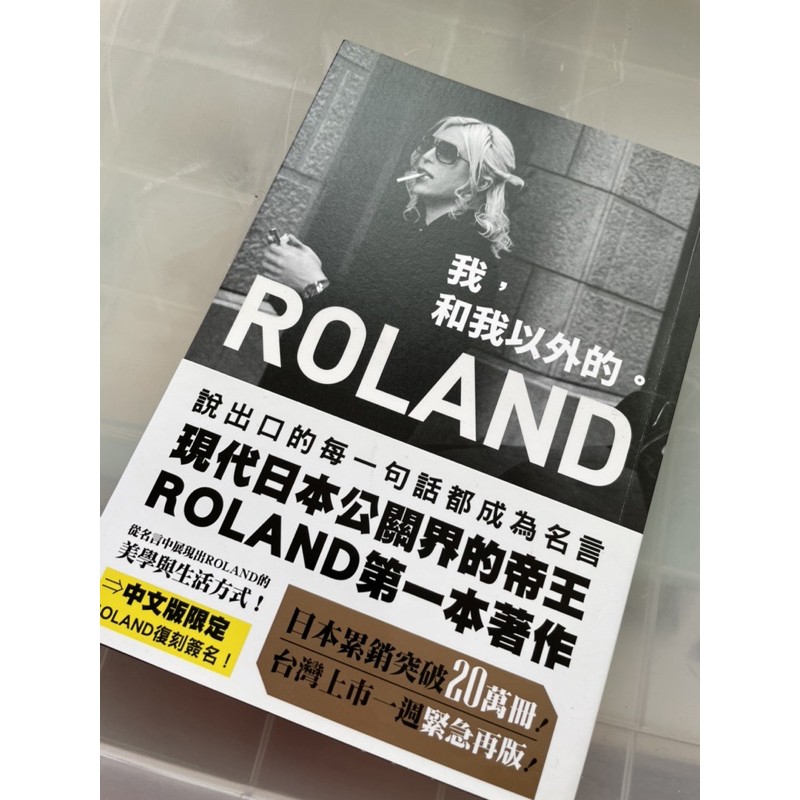 我，
和我以外的。
ROLAND
說出口的每一句話都成為名言
現代日本公關界的帝王
ROLAND第一本著作
從名言中展現出ROLAND的
美學與生活方式！
⇒中文版限定
ROLAND復刻簽名！
日本累銷突破20萬冊！
台灣上市一週緊急再版！